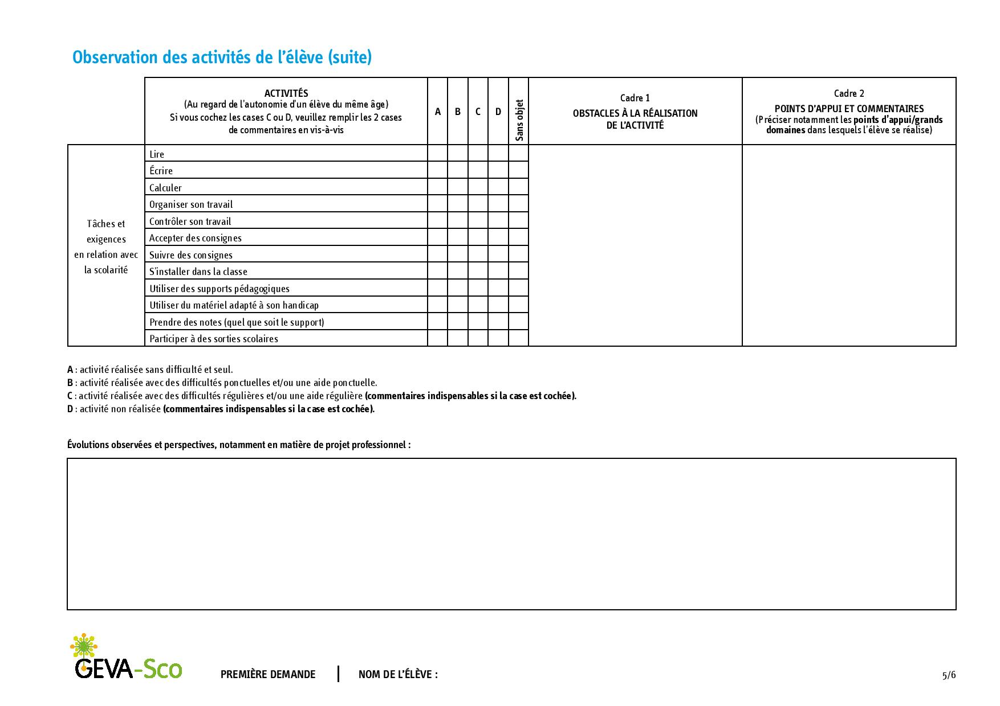 Observation des activités de l’élève (suite)
ACTIVITÉS
(Au regard de l’autonomie d’un élève du même âge)
Si vous cochez les cases C ou D, veuillez remplir les 2 cases
de commentaires en vis-à-vis
A
B
C
D
Sans objet
Cadre 1
OBSTACLES À LA RÉALISATION
DE L’ACTIVITÉ
Cadre 2
POINTS D’APPUI ET COMMENTAIRES
(Préciser notamment les points d’appui/grands
domaines dans lesquels l’élève se réalise)
Tâches et
exigences
en relation avec
la scolarité
Lire
Écrire
Calculer
Organiser son travail
Contrôler son travail
Accepter des consignes
Suivre des consignes
S’installer dans la classe
Utiliser des supports pédagogiques
Utiliser du matériel adapté à son handicap
Prendre des notes (quel que soit le support)
Participer à des sorties scolaires
A : activité réalisée sans difficulté et seul.
B : activité réalisée avec des difficultés ponctuelles et/ou une aide ponctuelle.
C : activité réalisée avec des difficultés régulières et/ou une aide régulière (commentaires indispensables si la case est cochée).
D : activité non réalisée (commentaires indispensables si la case est cochée).
Évolutions observées et perspectives, notamment en matière de projet professionnel :
GEVA-Sco
PREMIÈRE DEMANDE
NOM DE L’ÉLÈVE :
5/6